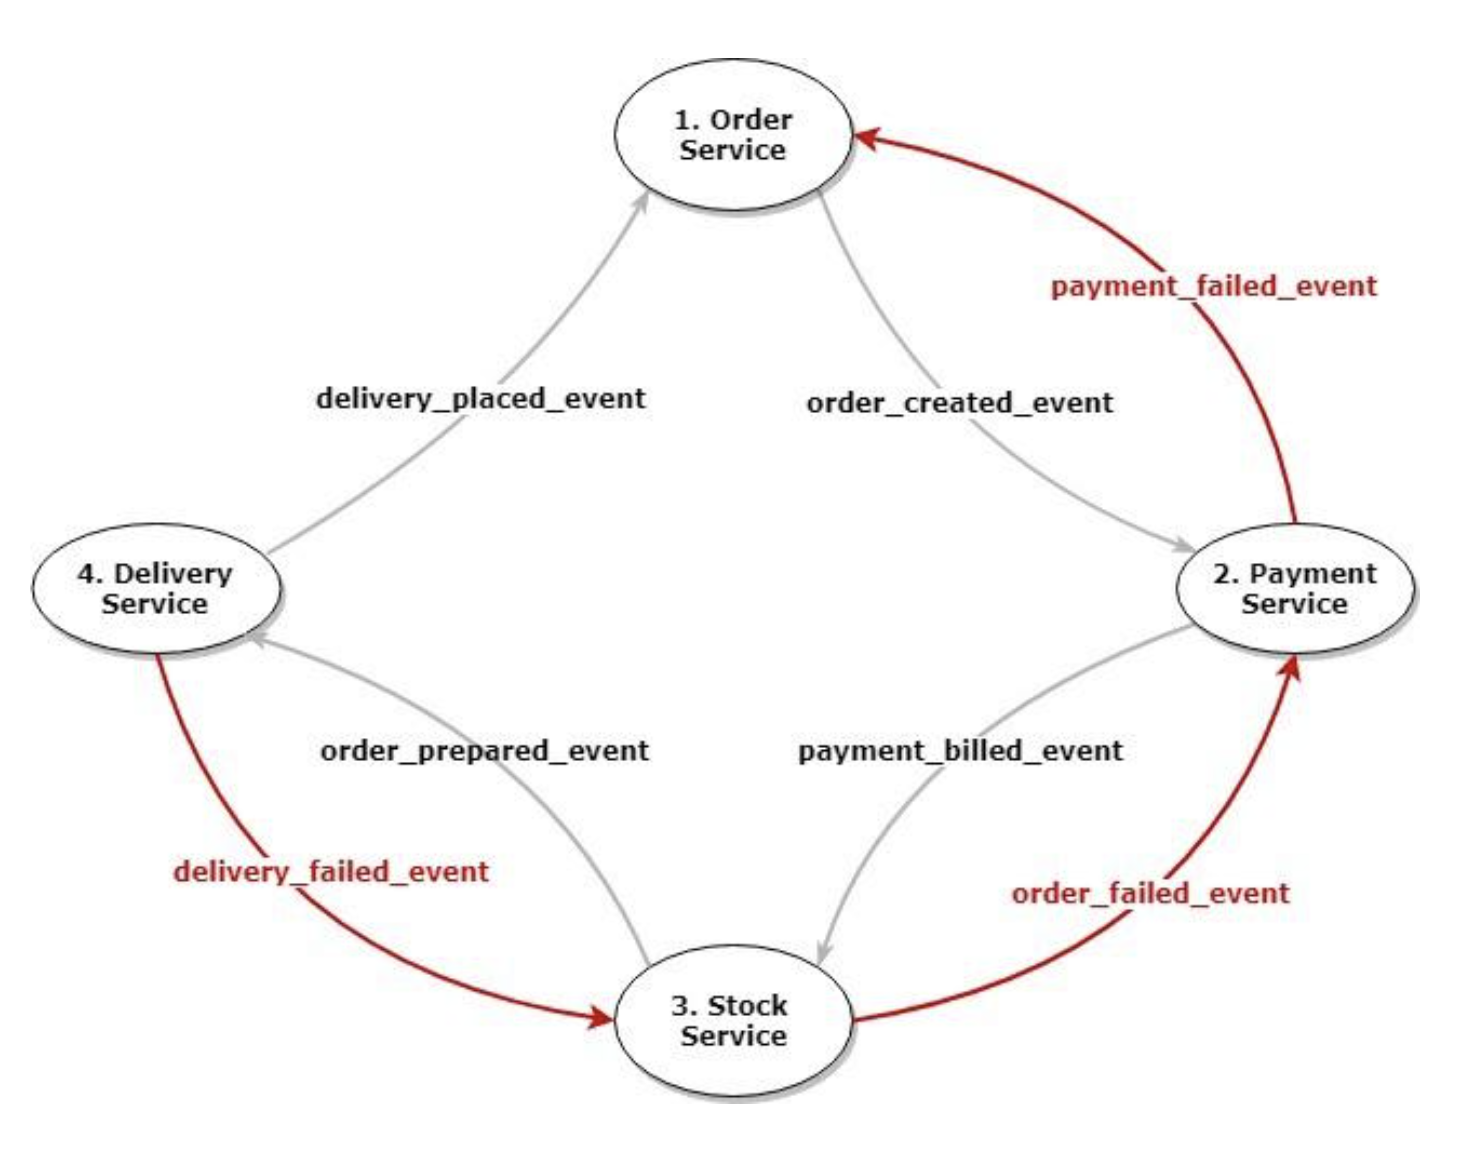 1. Order
Service
payment_failed_event
delivery_placed_event
order_created_event
4. Delivery
Service
2. Payment
Service
order_prepared_event
payment_billed_event
delivery_failed_event
order_failed_event
3. Stock
Service